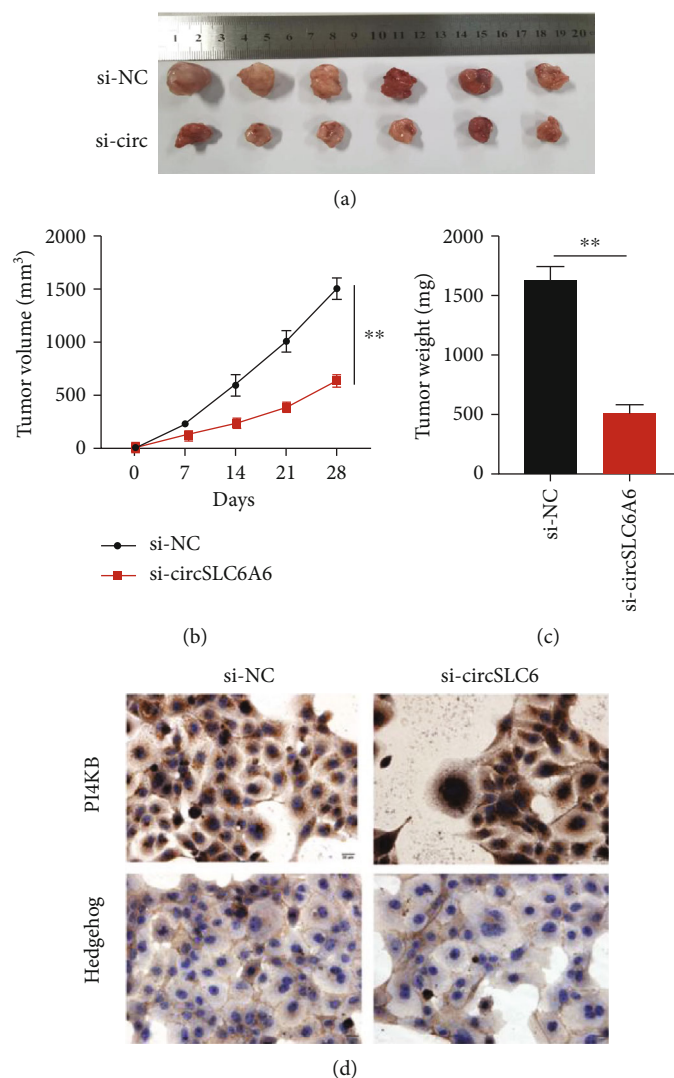 1 2 3 4 5 6 7 8 9 10 11 12 13 14 15 16 17 18 19 20
si-NC
si-circ
(a)
2000
1500
1000
500
0
Tumor volume (mm³)
**
0 7 14 21 28
Days
si-NC
si-circSLC6A6
(b)
2000
1500
1000
500
0
Tumor weight (mg)
**
si-NC
si-circSLC6A6
(c)
si-NC si-circSLC6
PI4KB
Hedgehog
(d)